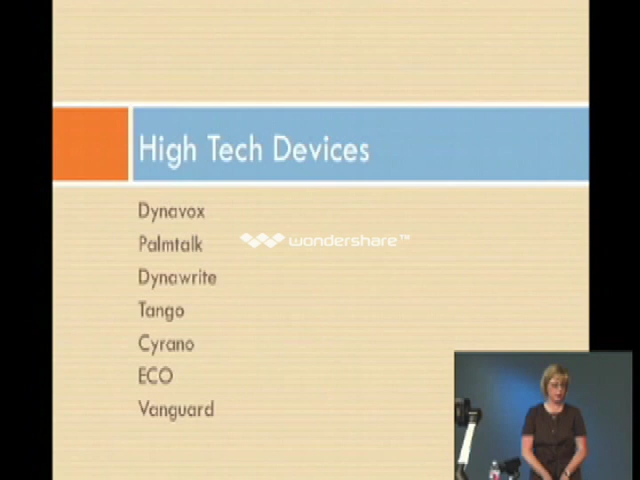 High Tech Devices
Dynavox
Palmtalk
wondershare™
Dynawrite
Tango
Cyrano
ECO
Vanguard